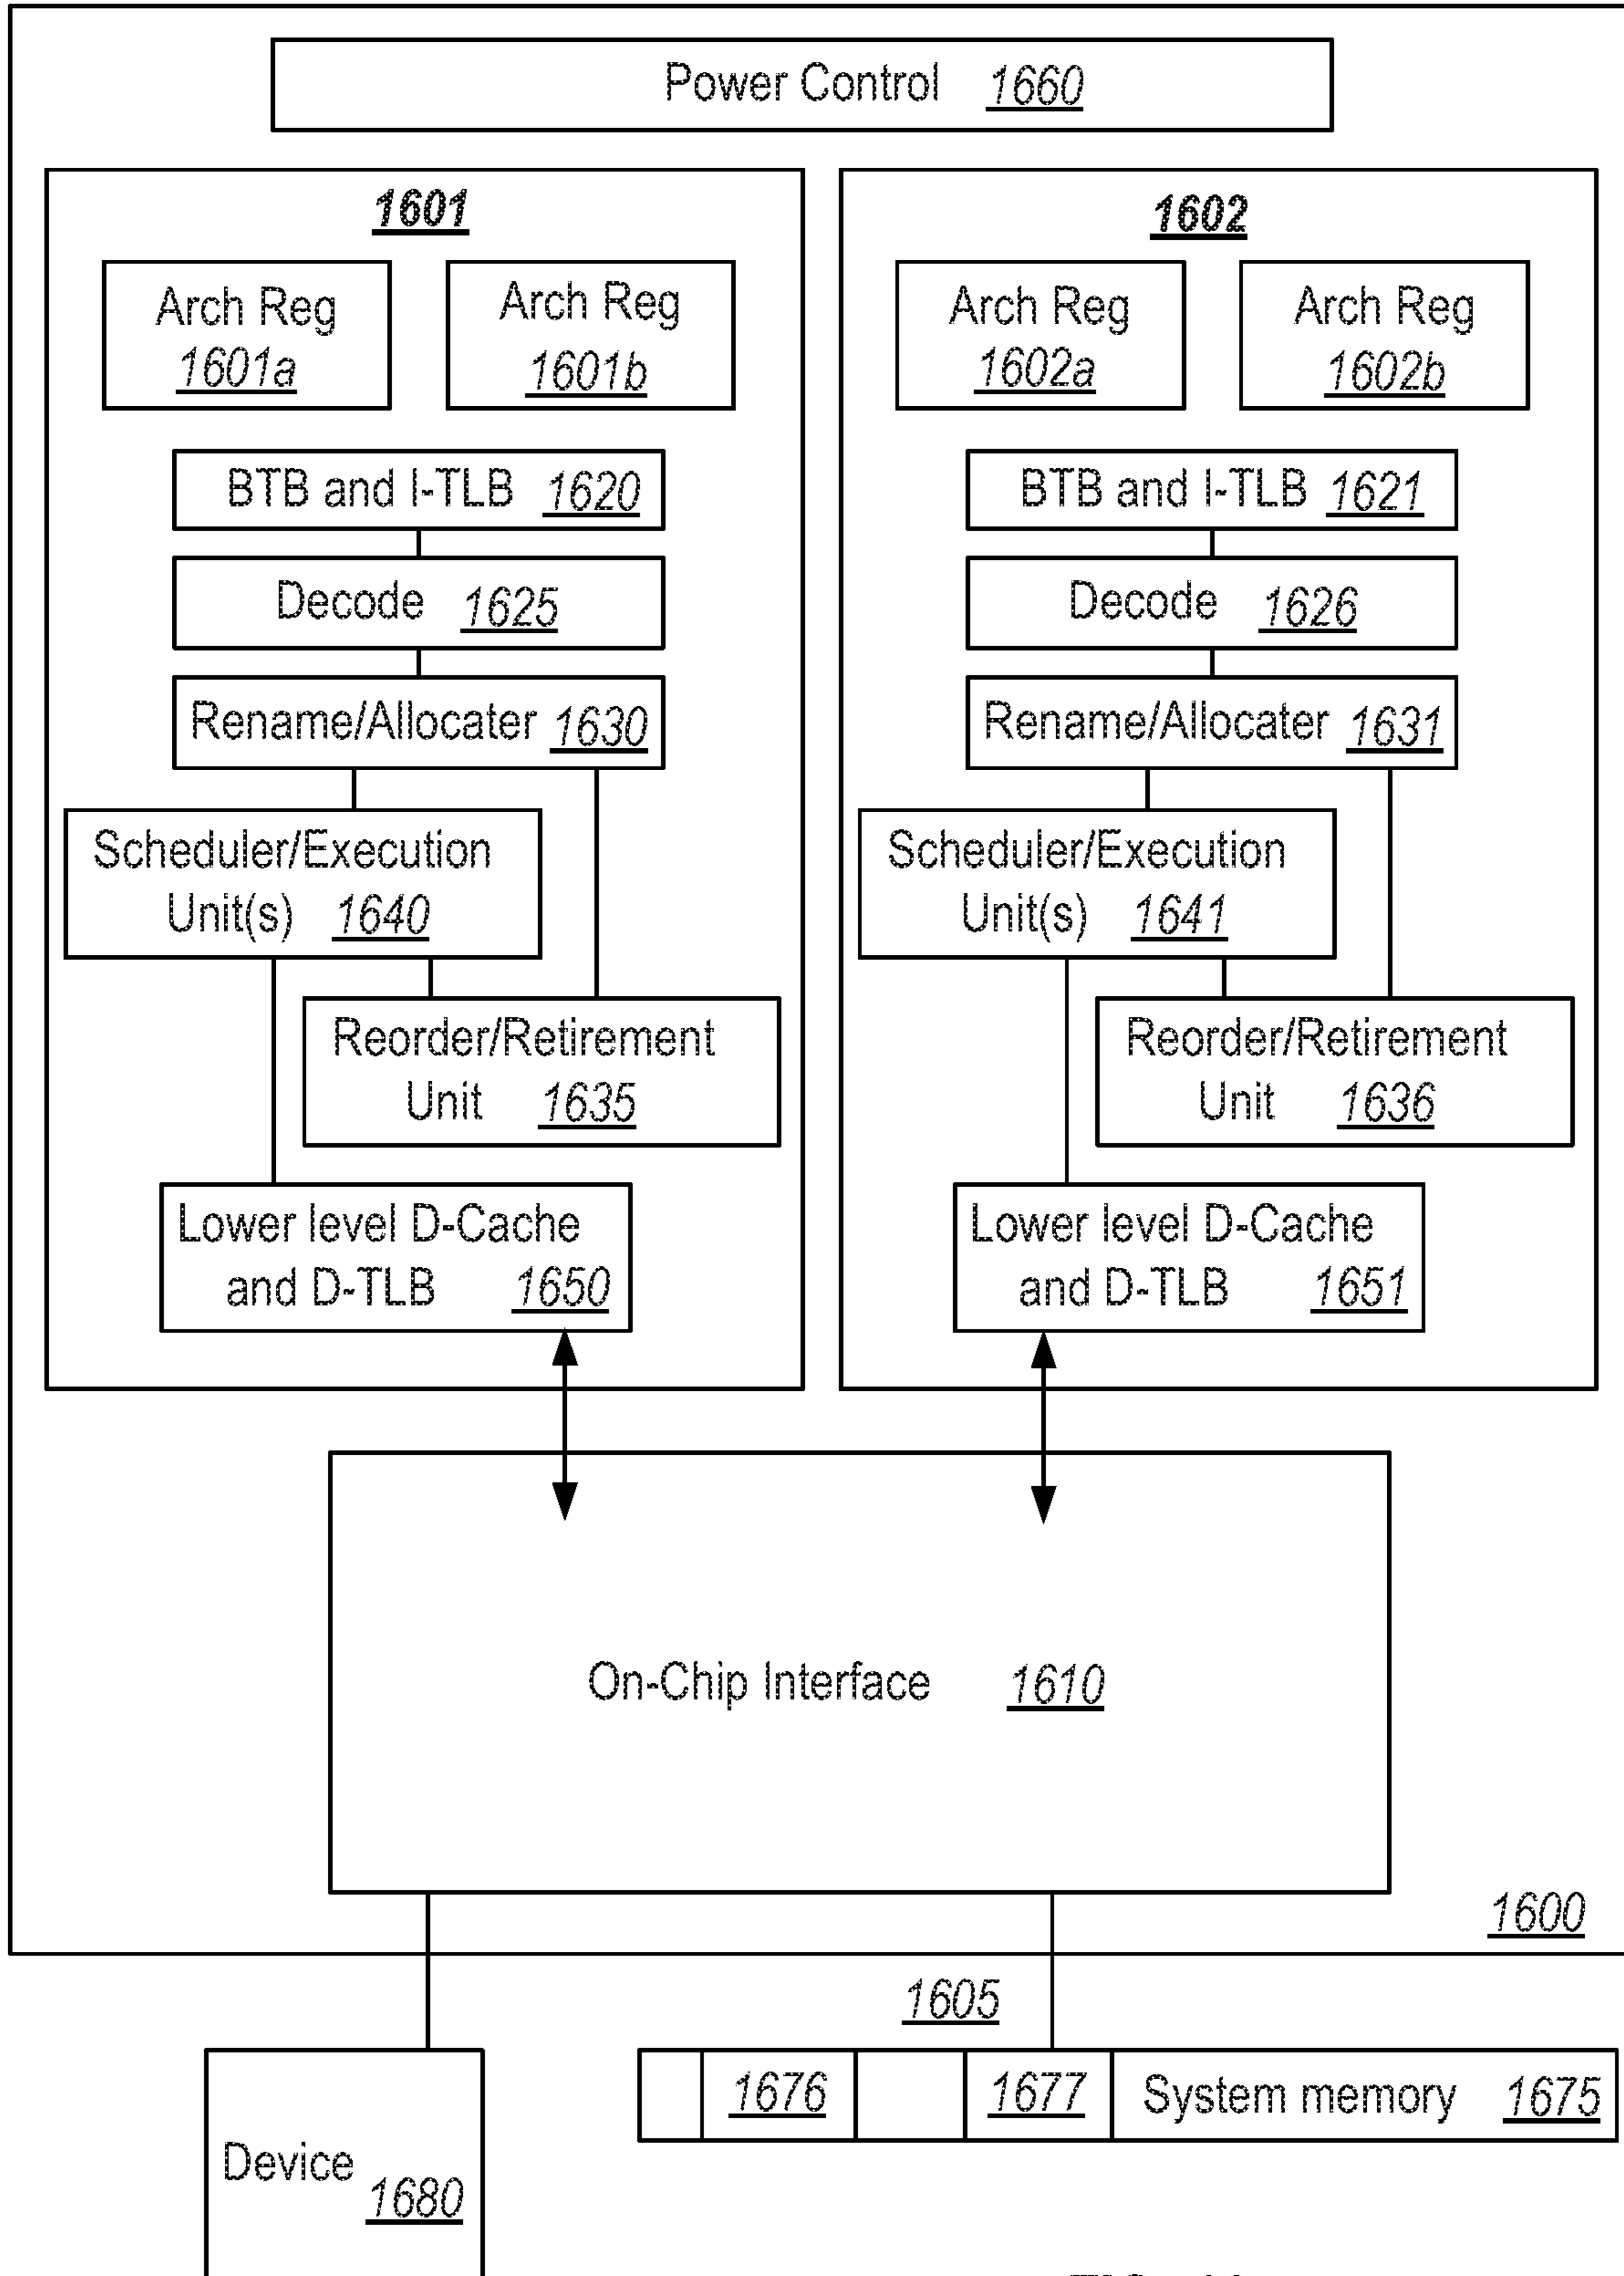 Power Control 1660
1601
Arch Reg
1601a
Arch Reg
1601b
BTB and I-TLB 1620
Decode 1625
Rename/Allocater 1630
Scheduler/Execution
Unit(s) 1640
Reorder/Retirement
Unit 1635
Lower level D-Cache
and D-TLB 1650
1602
Arch Reg
1602a
Arch Reg
1602b
BTB and I-TLB 1621
Decode 1626
Rename/Allocater 1631
Scheduler/Execution
Unit(s) 1641
Reorder/Retirement
Unit 1636
Lower level D-Cache
and D-TLB 1651
On-Chip Interface 1610
1600
1605
1676 1677 System memory 1675
Device 1680